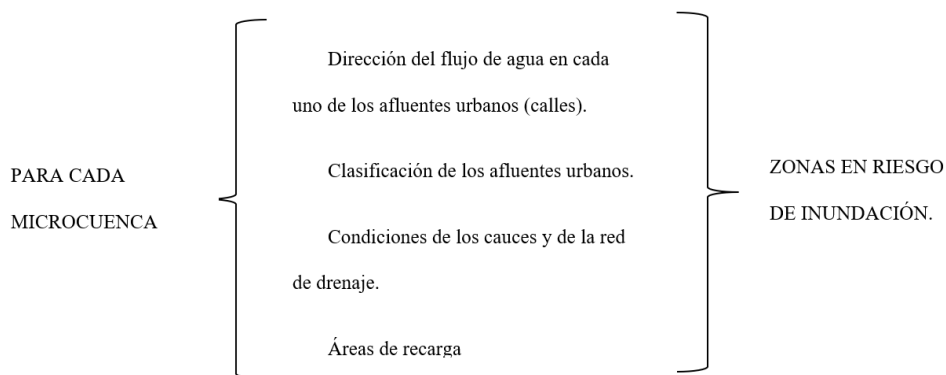 PARA CADA
MICROCUENCA
Dirección del flujo de agua en cada
uno de los afluentes urbanos (calles).
Clasificación de los afluentes urbanos.
Condiciones de los cauces y de la red
de drenaje.
Áreas de recarga
ZONAS EN RIESGO
DE INUNDACIÓN.